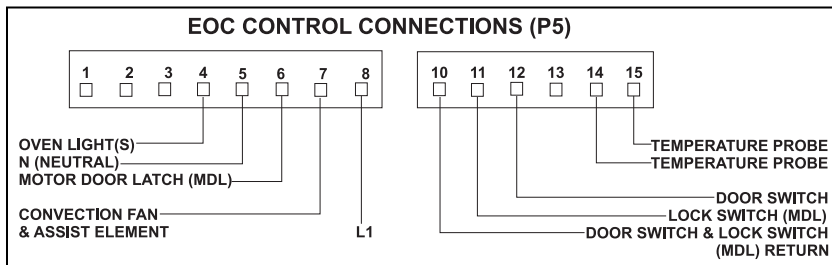 EOC CONTROL CONNECTIONS (P5)
1 2 3 4 5 6 7 8 10 11 12 13 14 15
OVEN LIGHT(S)
N (NEUTRAL)
MOTOR DOOR LATCH (MDL)
CONVECTION FAN
& ASSIST ELEMENT
L1
TEMPERATURE PROBE
TEMPERATURE PROBE
DOOR SWITCH
LOCK SWITCH (MDL)
DOOR SWITCH & LOCK SWITCH
(MDL) RETURN